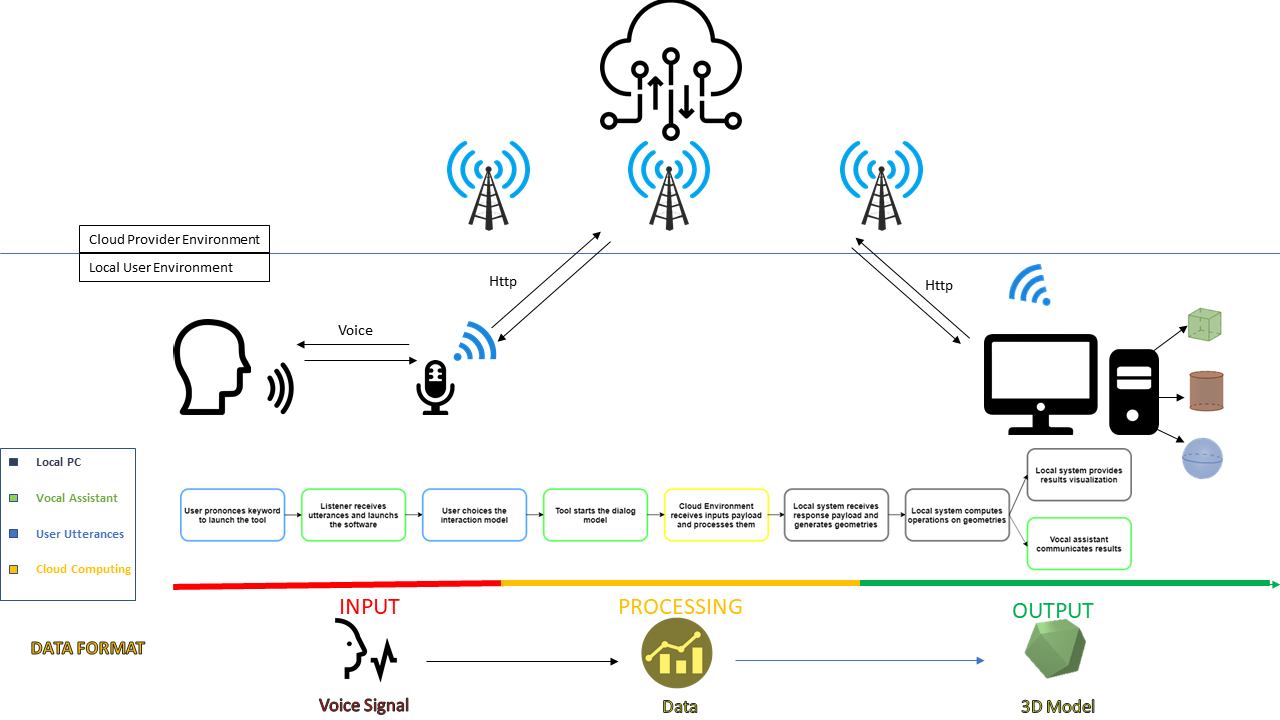 Cloud Provider Environment
Local User Environment
Http
Http
Voice
Local PC
Vocal Assistant
User Utterances
Cloud Computing
User prononces keyword
to launch the tool
Listener receives
utterances and launchs
the software
User choices the
interaction model
Tool starts the dialog
model
Cloud Environment
receives inputs payload
and processes them
Local system receives
response payload and
generates geometries
Local system computes
operations on geometries
Local system provides
results visualization
Vocal assistant
communicates results
INPUT
PROCESSING
OUTPUT
DATA FORMAT
Voice Signal
Data
3D Model